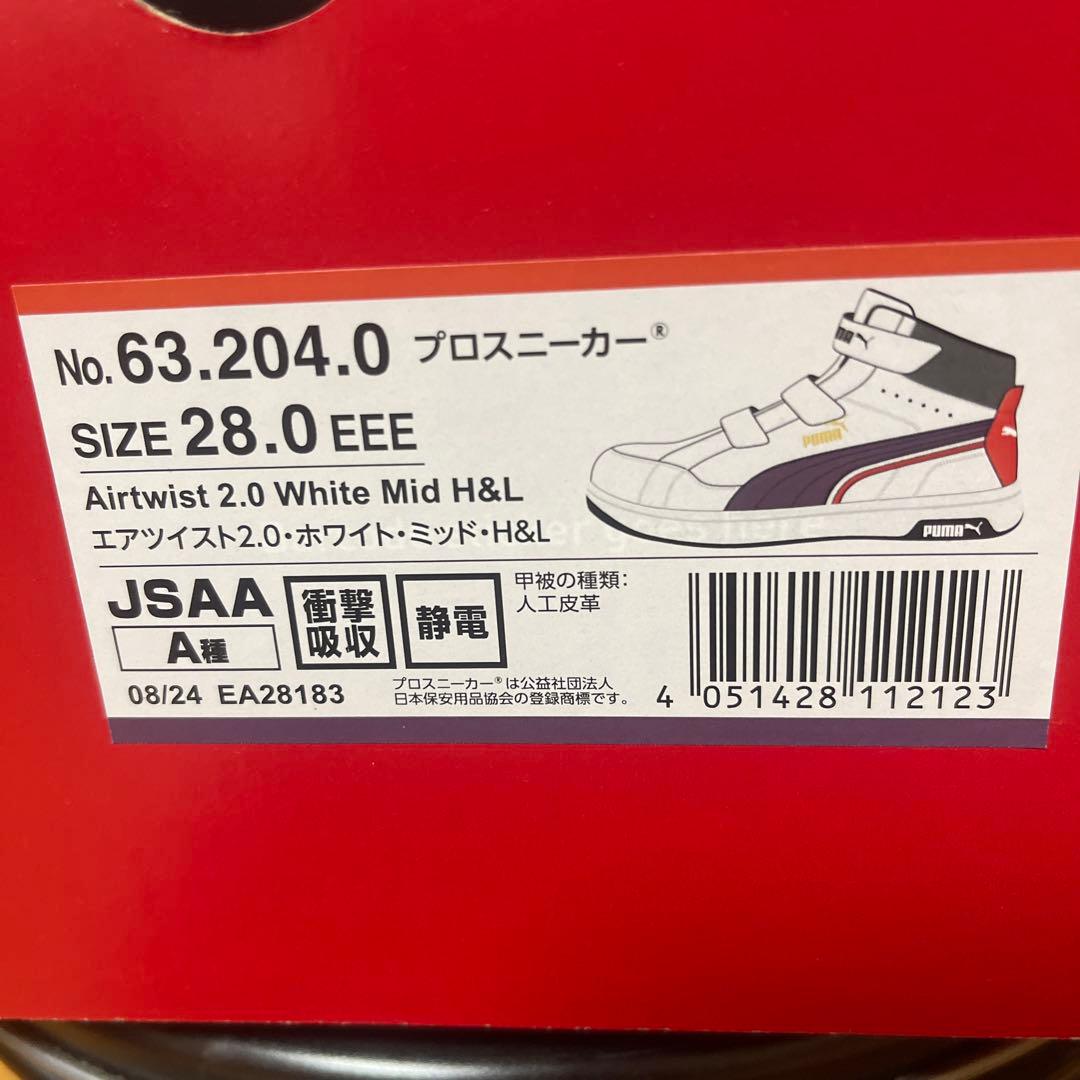 No. 63.204.0 プロスニーカー®
SIZE 28.0 EEE
Airtwist 2.0 White Mid H&L
エアツイスト2.0・ホワイト・ミッド・H&L
PUMA
PUMA
PUMA
JSAA
A種
衝撃
吸収
静電
甲被の種類:
人工皮革
08/24 EA28183
プロスニーカー®は公益社団法人
日本保安用品協会の登録商標です。
4 051428 112123